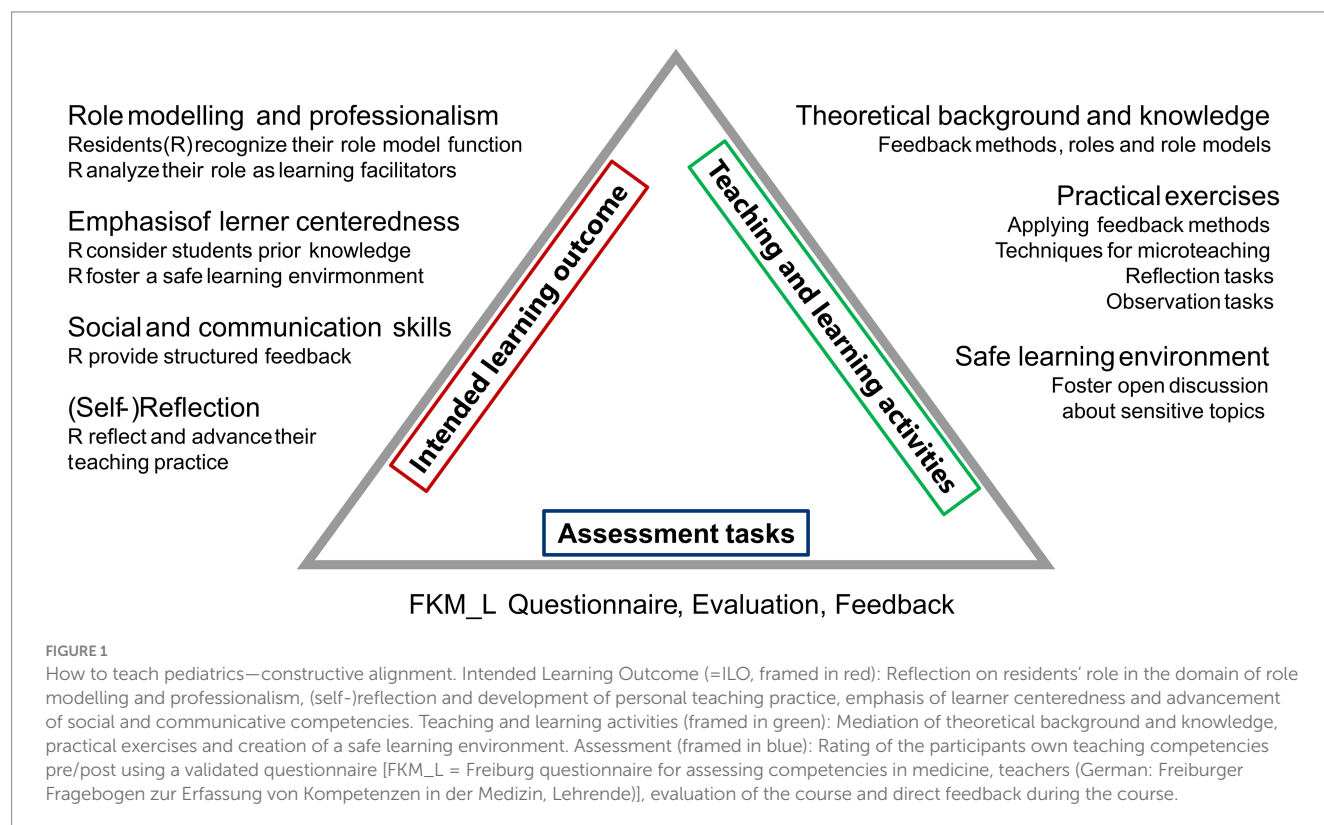 Role modelling and professionalism
Residents(R) recognize their role model function
R analyze their role as learning facilitators
Emphasisof lerner centeredness
R consider students prior knowledge
R foster a safe learning envirmonment
Social and communication skills
R provide structured feedback
(Self-)Reflection
R reflect and advance their
teaching practice
Intended learning outcome
Teaching and learning activities
Theoretical background and knowledge
Feedback methods, roles and role models
Practical exercises
Applying feedback methods
Techniques for microteaching
Reflection tasks
Observation tasks
Safe learning environment
Foster open discussion
about sensitive topics
Assessment tasks
FKM_L Questionnaire, Evaluation, Feedback
FIGURE 1
How to teach pediatrics—constructive alignment. Intended Learning Outcome (=ILO, framed in red): Reflection on residents' role in the domain of role
modelling and professionalism, (self-)reflection and development of personal teaching practice, emphasis of learner centeredness and advancement
of social and communicative competencies. Teaching and learning activities (framed in green): Mediation of theoretical background and knowledge,
practical exercises and creation of a safe learning environment. Assessment (framed in blue): Rating of the participants own teaching competencies
pre/post using a validated questionnaire [FKM_L = Freiburg questionnaire for assessing competencies in medicine, teachers (German: Freiburger
Fragebogen zur Erfassung von Kompetenzen in der Medizin, Lehrende)], evaluation of the course and direct feedback during the course.